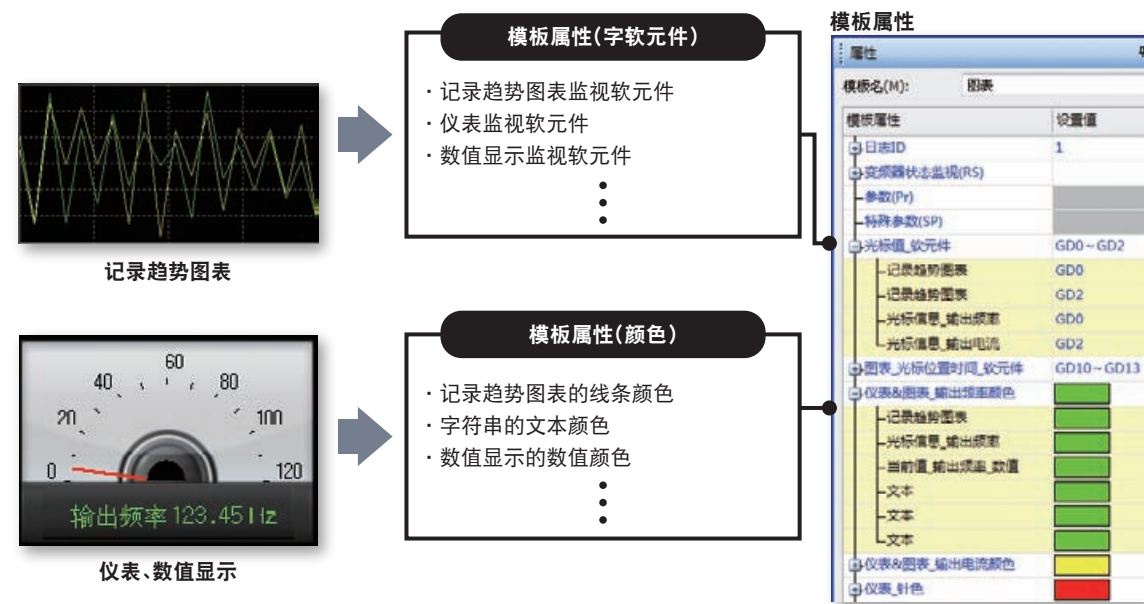 记录趋势图表
60
40
80
20
100
0
120
输出频率 123.45Hz
仪表、数值显示
模板属性(字软元件)
· 记录趋势图表监视软元件
· 仪表监视软元件
· 数值显示监视软元件
模板属性(颜色)
· 记录趋势图表的线条颜色
· 字符串的文本颜色
· 数值显示的数值颜色
模板属性
属性
模板名(M): 图表
模板属性 设置值
日志ID 1
变频器状态监视(RS)
参数(Pr)
特殊参数(SP)
光标值_软元件 GD0~GD2
记录趋势图表 GD0
记录趋势图表 GD2
光标信息_输出频率 GD0
光标信息_输出电流 GD2
图表_光标位置时间_软元件 GD10~GD13
仪表&图表_输出频率颜色
记录趋势图表
光标信息_输出频率
当前值_输出频率_数值
文本
文本
文本
仪表&图表_输出电流颜色
仪表_针色